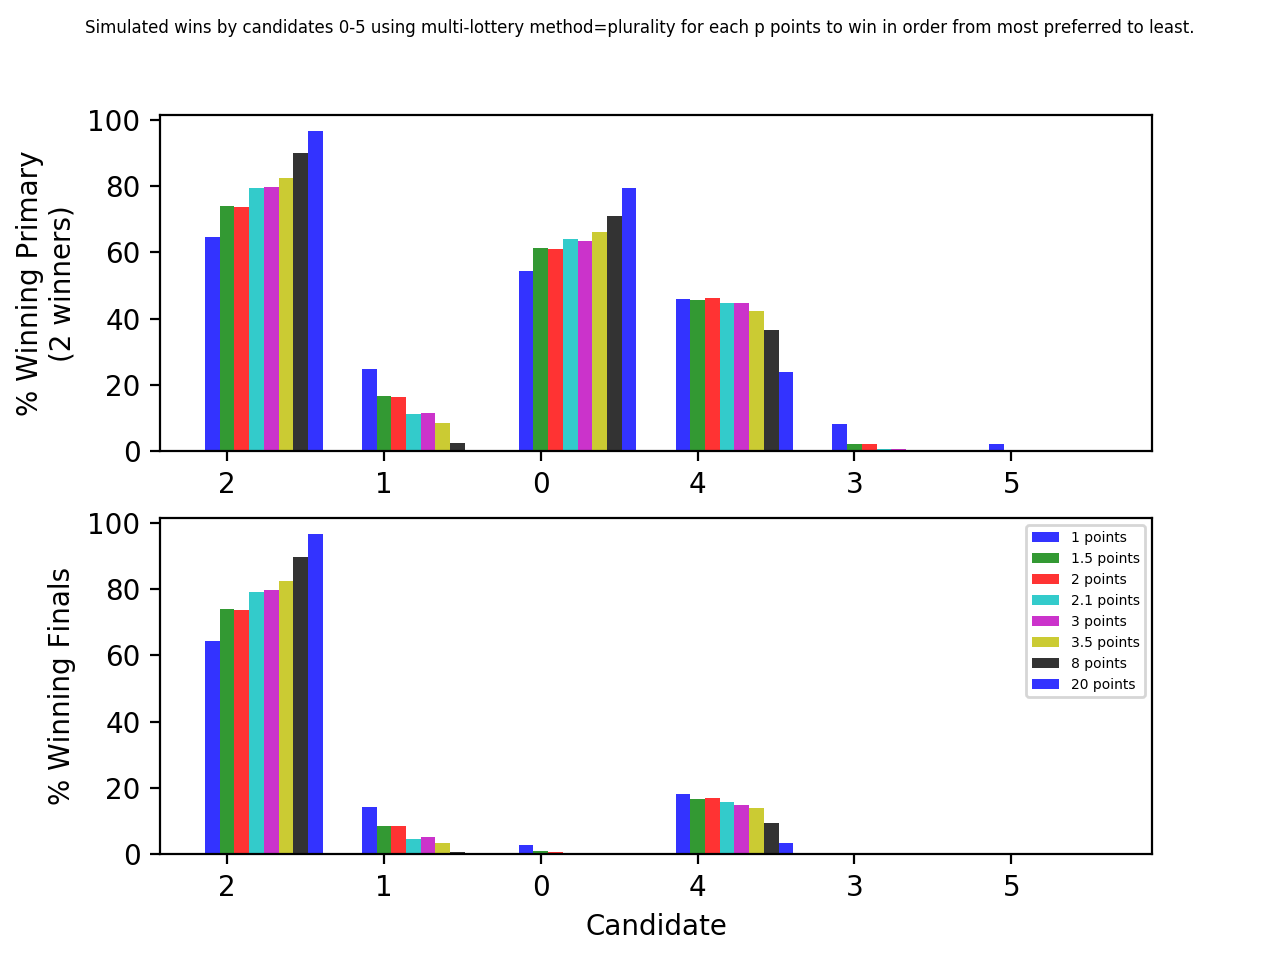 Simulated wins by candidates 0-5 using multi-lottery method=plurality for each p points to win in order from most preferred to least.
% Winning Primary
(2 winners)
100
80
60
40
20
0
2 1 0 4 3 5
% Winning Finals
100
80
60
40
20
0
1 points
1.5 points
2 points
2.1 points
3 points
3.5 points
8 points
20 points
2 1 0 4 3 5
Candidate